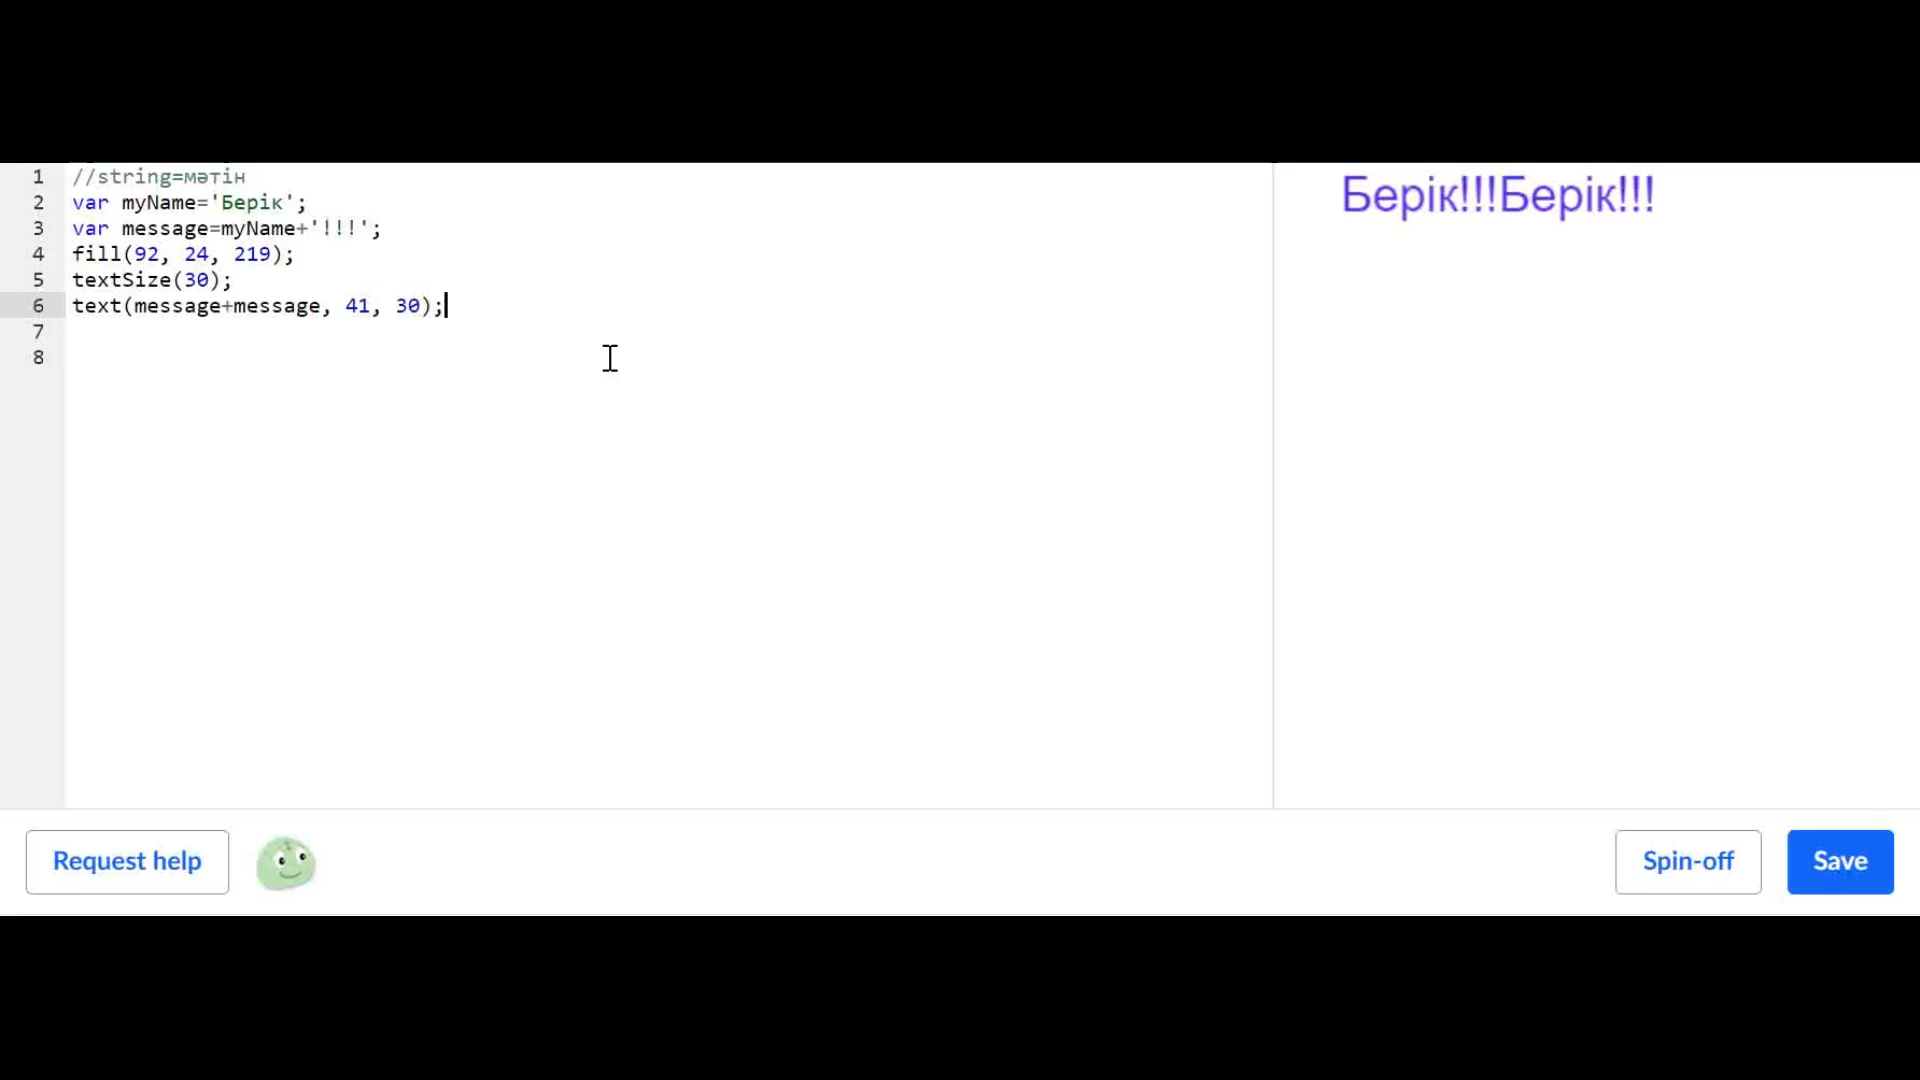 1 //string=мәтін
2 var myName='Берік';
3 var message=myName+'!!!';
4 fill(92, 24, 219);
5 textSize(30);
6 text(message+message, 41, 30);
7
8
Берік!!!Берік!!!
Request help
Spin-off
Save